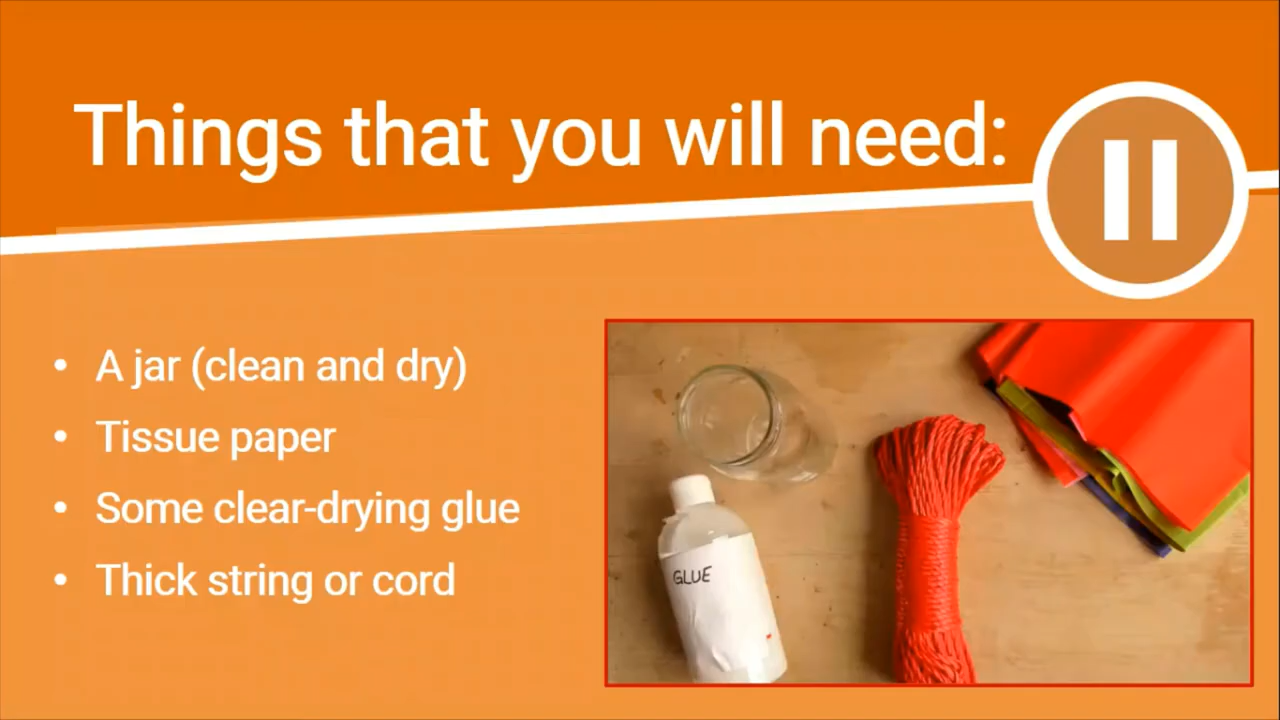 Things that you will need:
• A jar (clean and dry)
• Tissue paper
• Some clear-drying glue
• Thick string or cord
GLUE